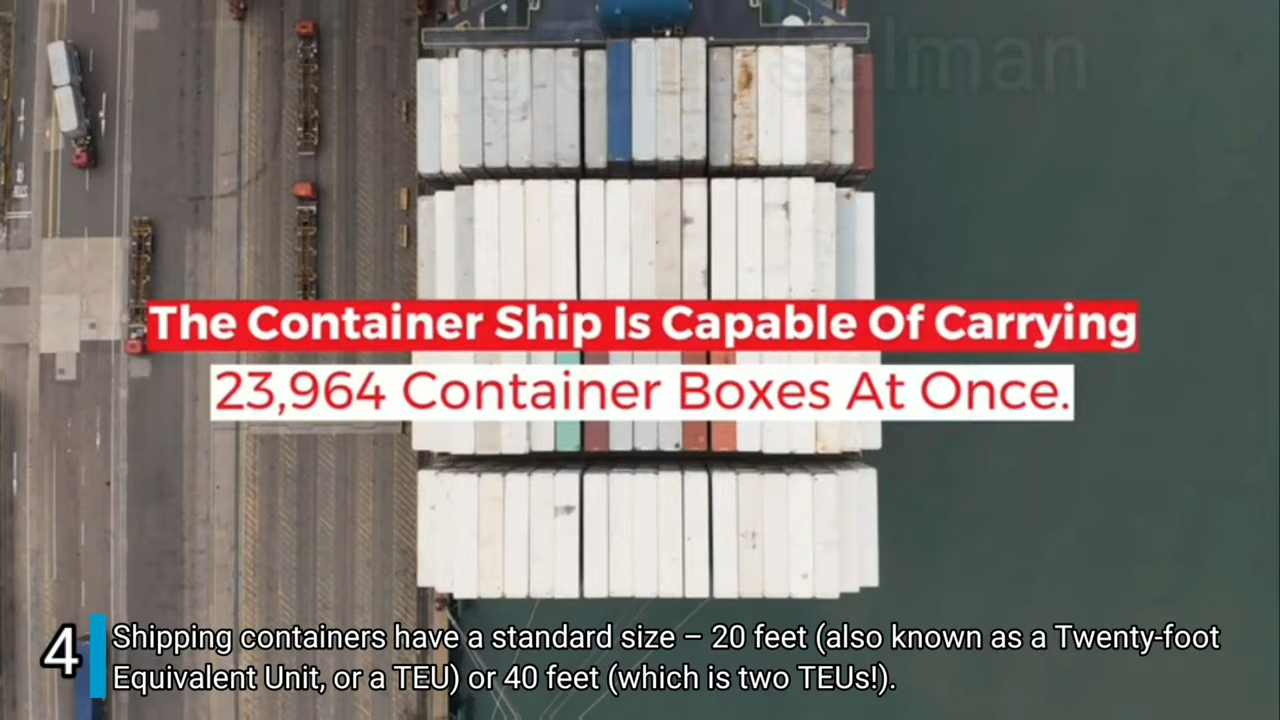 Salman
The Container Ship Is Capable Of Carrying
23,964 Container Boxes At Once.
4
Shipping containers have a standard size – 20 feet (also known as a Twenty-foot
Equivalent Unit, or a TEU) or 40 feet (which is two TEUs!).